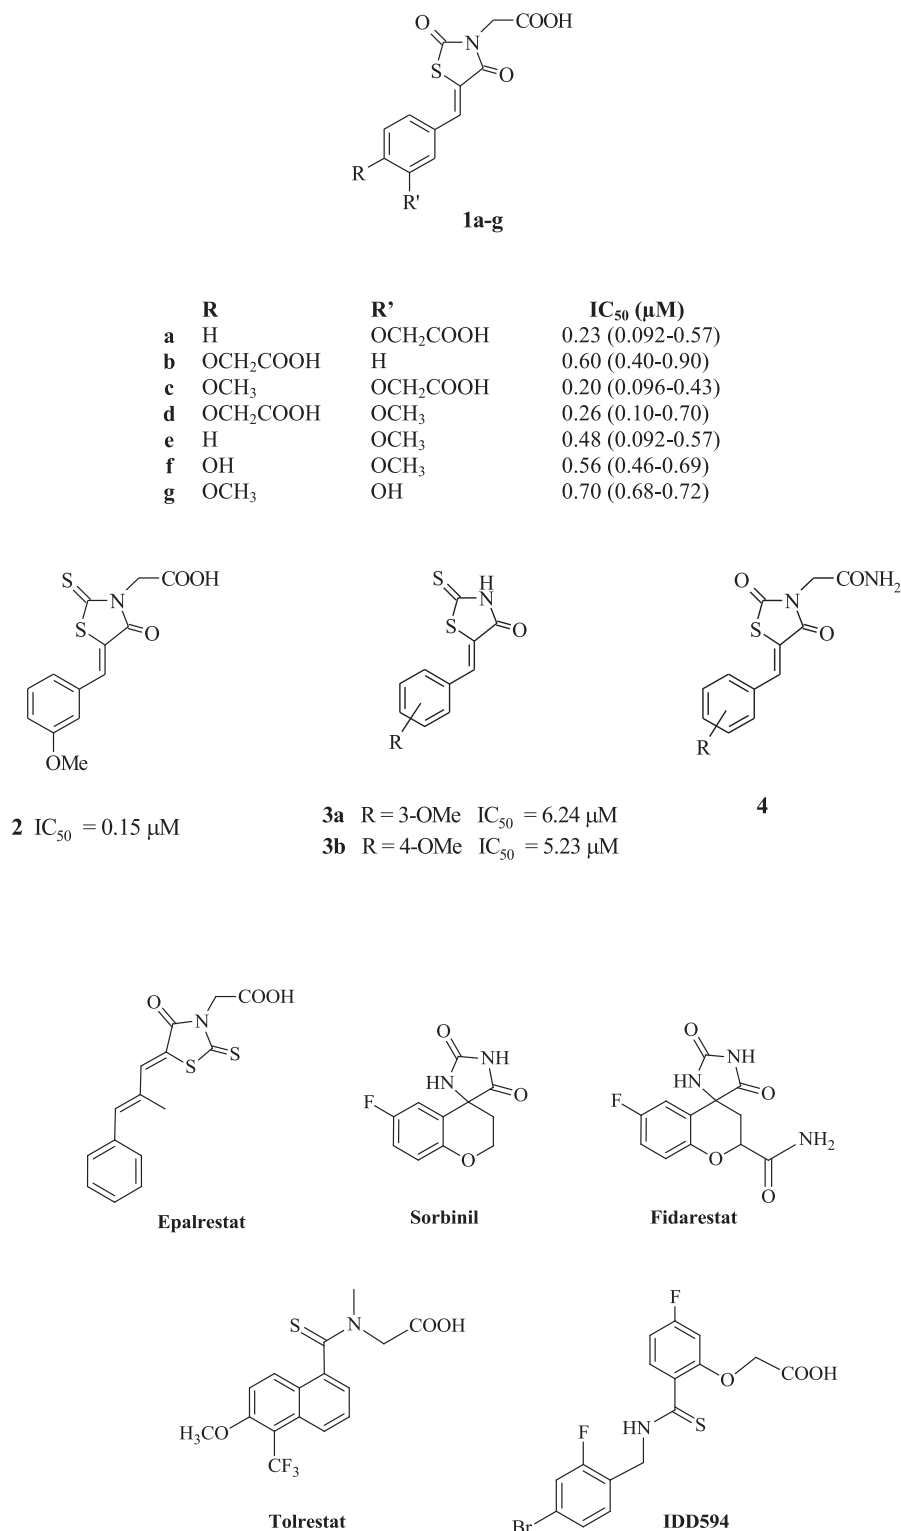 O
N
COOH
S
O
R
R'
1a-g
R R’ IC₅₀ (μM)
a H OCH₂COOH 0.23 (0.092-0.57)
b OCH₂COOH H 0.60 (0.40-0.90)
c OCH₃ OCH₂COOH 0.20 (0.096-0.43)
d OCH₂COOH OCH₃ 0.26 (0.10-0.70)
e H OCH₃ 0.48 (0.092-0.57)
f OH OCH₃ 0.56 (0.46-0.69)
g OCH₃ OH 0.70 (0.68-0.72)
S
N
COOH
S
O
OMe
2 IC₅₀ = 0.15 μM
S
H
N
S
O
R
3a R = 3-OMe IC₅₀ = 6.24 μM
3b R = 4-OMe IC₅₀ = 5.23 μM
O
N
CONH₂
S
O
R
4
O
N
COOH
S
S
Epalrestat
O
NH
HN
O
F
O
Sorbinil
O
NH
HN
O
F
O
NH₂
O
Fidarestat
S
N
COOH
H₃CO
CF₃
Tolrestat
F
O
COOH
HN
S
F
Br
IDD594